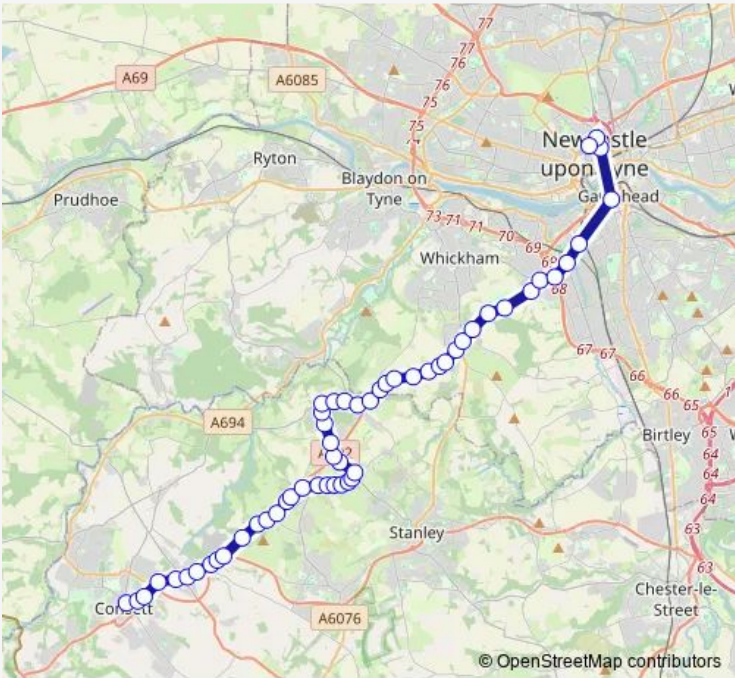 77
77
76
76
75
75
74
A69
A6085
Newcastle
upon Tyne
Ryton
Blaydon on
Tyne
Prudhoe
Gateshead
73 71 71 70 69
Whickham
68
67 67 66
66 65
A694
Birtley
65
64
64
64
63
63
Stanley
Chester-le-
Street
Consett
A6076
© OpenStreetMap contributors